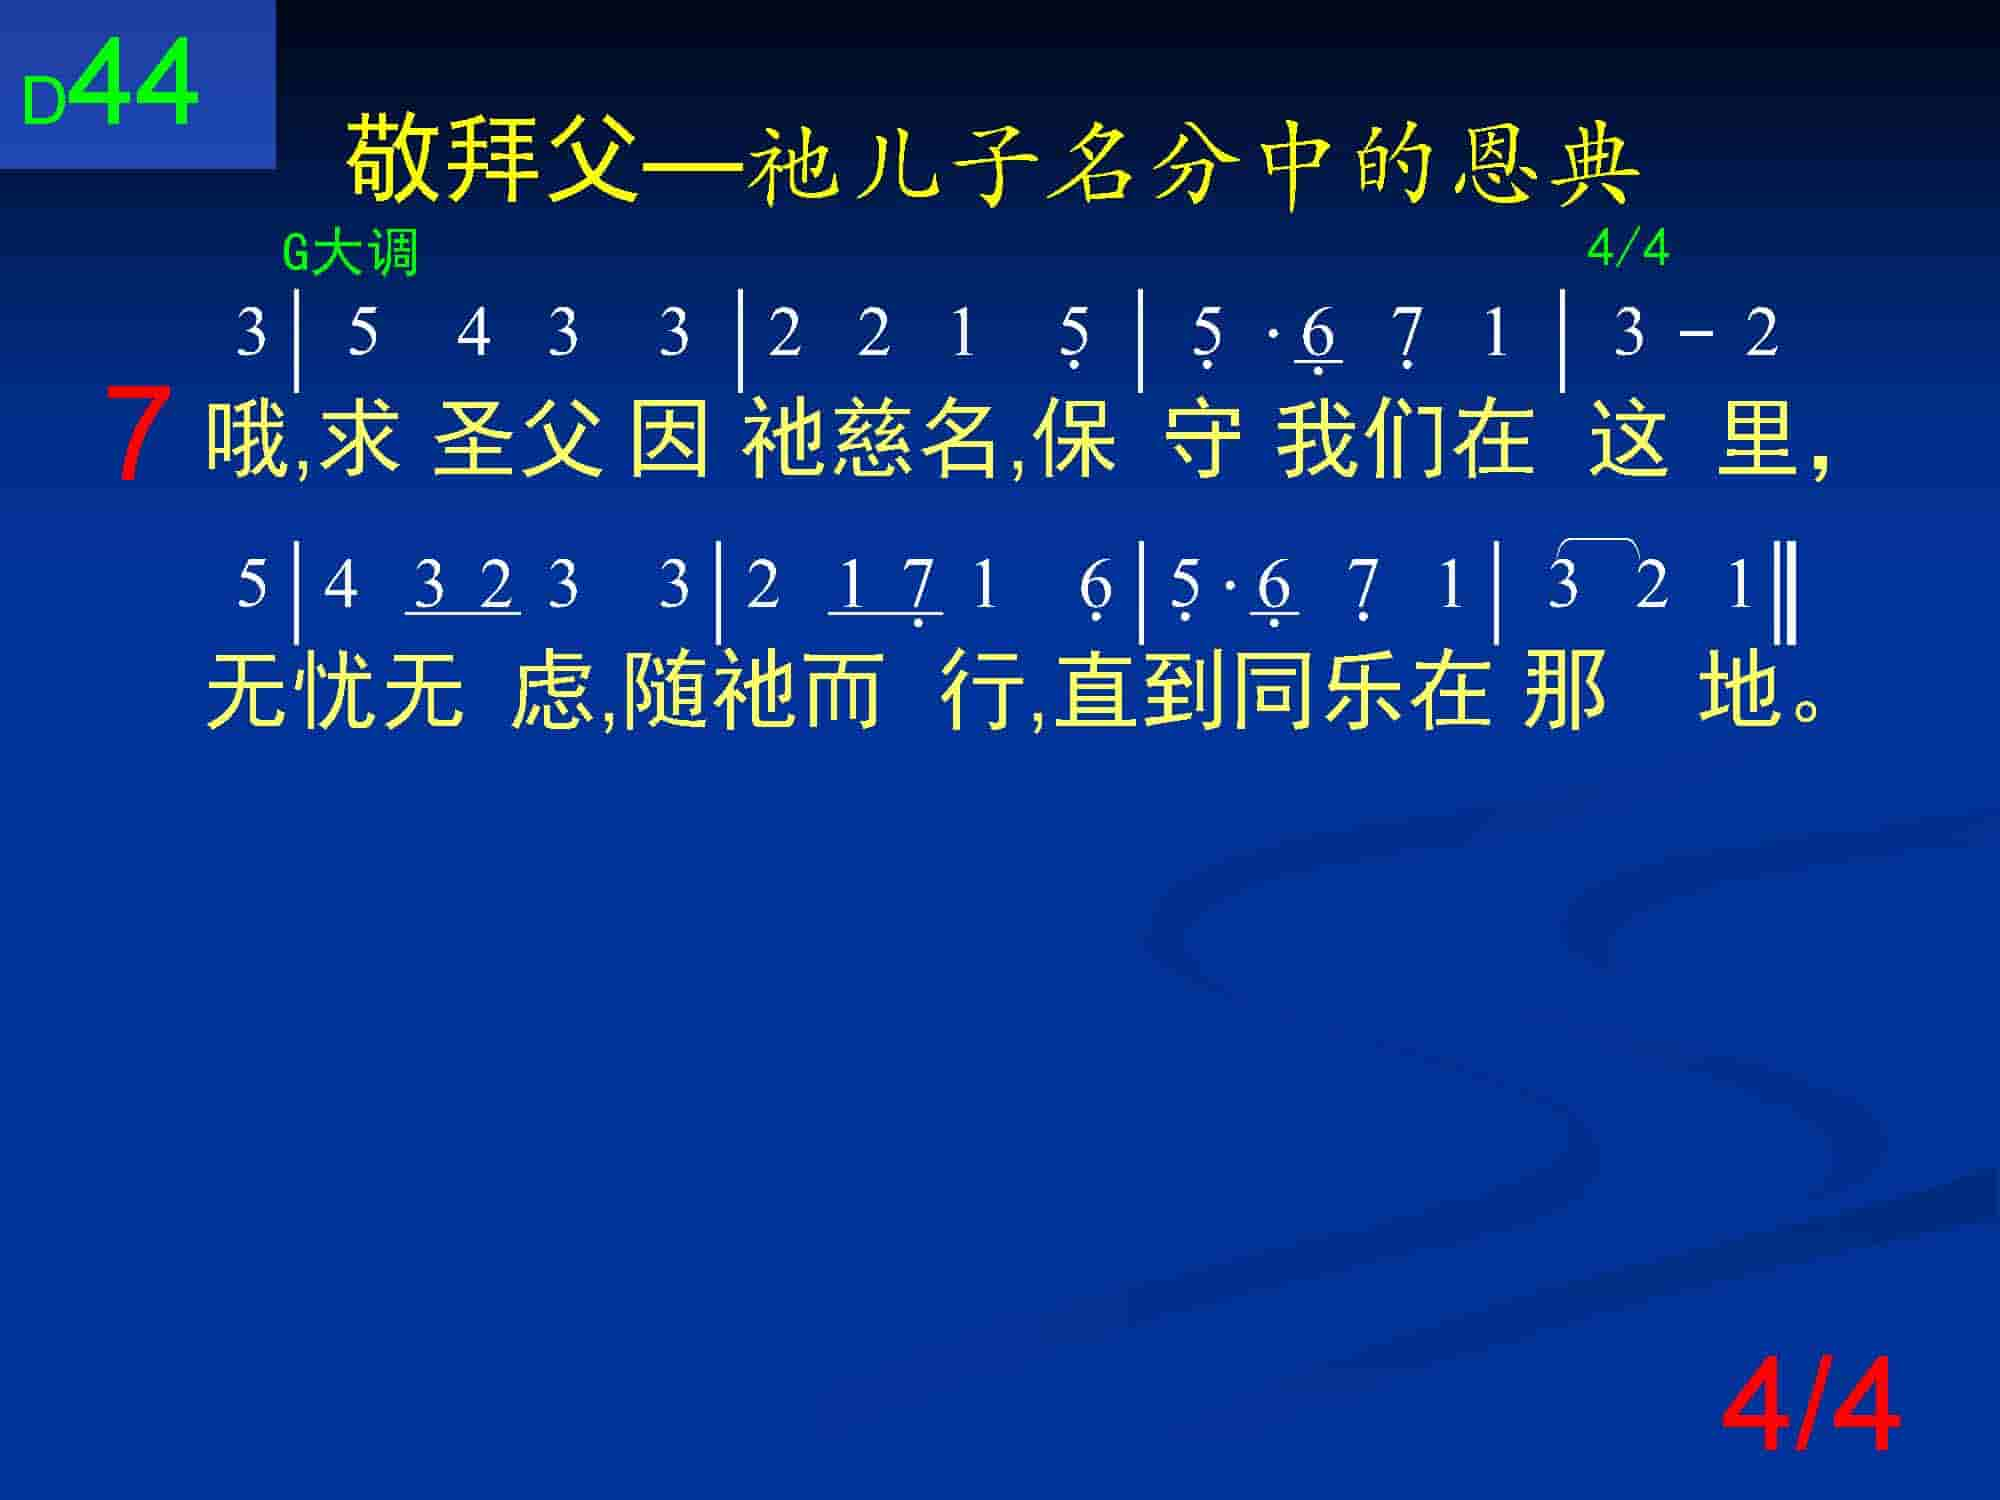 D44
敬拜父—祂儿子名分中的恩典
G大调 4/4
3 | 5 4 3 3 | 2 2 1 5̣ | 5̣ · 6̣ 7̣ 1 | 3 – 2
7 哦,求圣父因祂慈名,保守我们在这里,
5 | 4 3 2 3 3 | 2 1 7̣ 1 6̣ | 5̣ · 6̣ 7̣ 1 | 3 2 1 ‖
无忧无虑,随祂而行,直到同乐在那地。
4/4